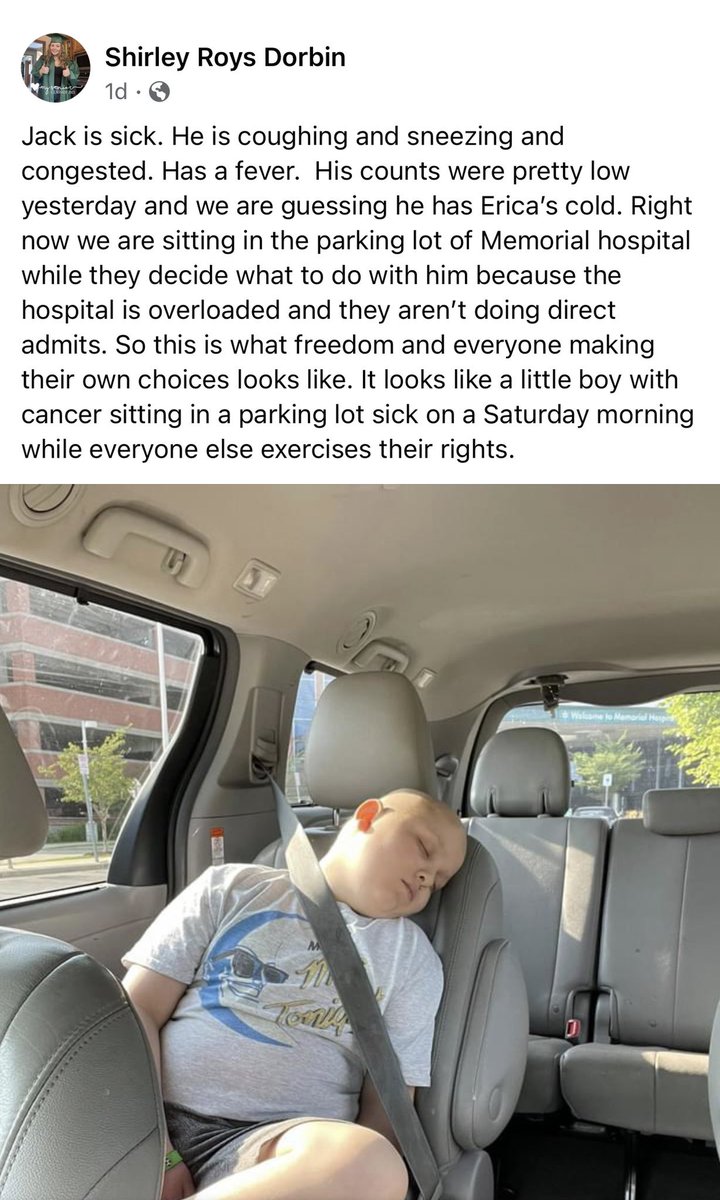 Shirley Roys Dorbin
1d ·
Jack is sick. He is coughing and sneezing and
congested. Has a fever.  His counts were pretty low
yesterday and we are guessing he has Erica’s cold. Right
now we are sitting in the parking lot of Memorial hospital
while they decide what to do with him because the
hospital is overloaded and they aren’t doing direct
admits. So this is what freedom and everyone making
their own choices looks like. It looks like a little boy with
cancer sitting in a parking lot sick on a Saturday morning
while everyone else exercises their rights.
Welcome to Memorial Hospi